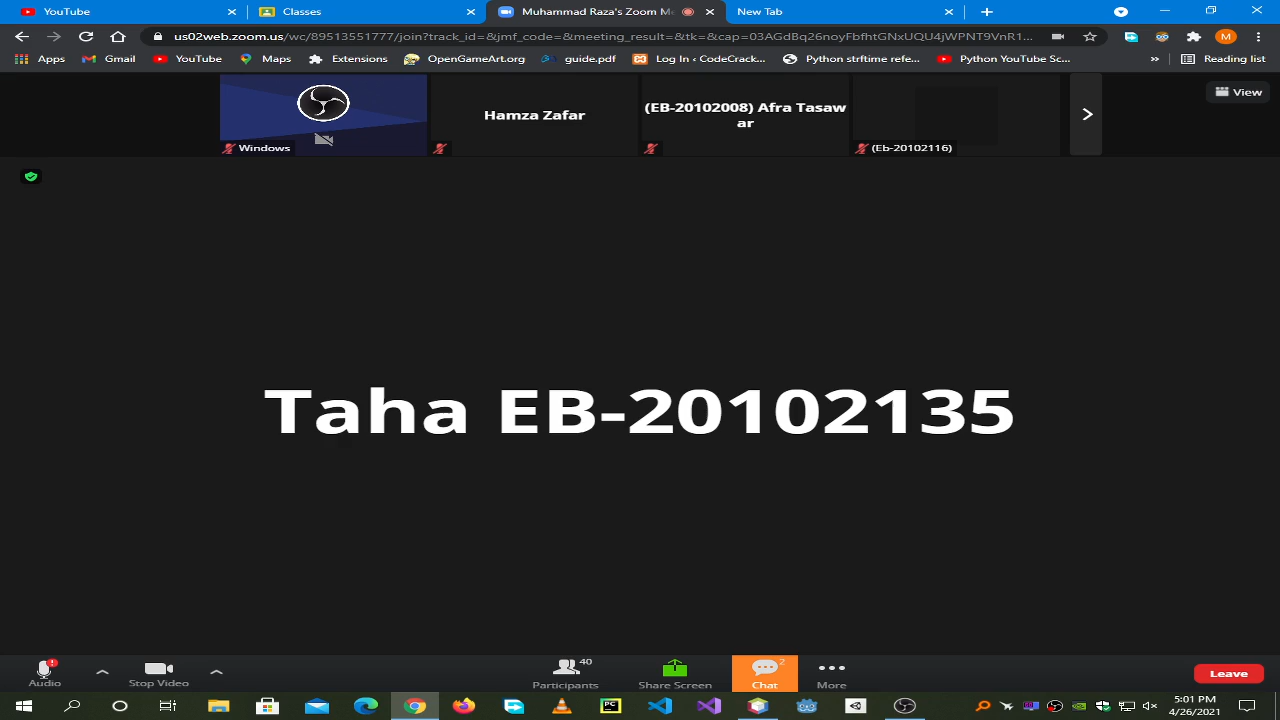 YouTube
Classes
Muhammad Raza's Zoom Me
New Tab
us02web.zoom.us/wc/89513551777/join?track_id=&jmf_code=&meeting_result=&tk=&cap=03AGdBq26noyFbfhtGNxUQU4jWPNT9VnR1...
Apps
Gmail
YouTube
Maps
Extensions
OpenGameArt.org
guide.pdf
Log In ‹ CodeCrack...
Python strftime refe...
Python YouTube Sc...
»
Reading list
Windows
Hamza Zafar
(EB-20102008) Afra Tasaw
ar
(Eb-20102116)
View
Taha EB-20102135
Audio
Stop Video
40
Participants
Share Screen
2
Chat
More
Leave
5:01 PM
4/26/2021